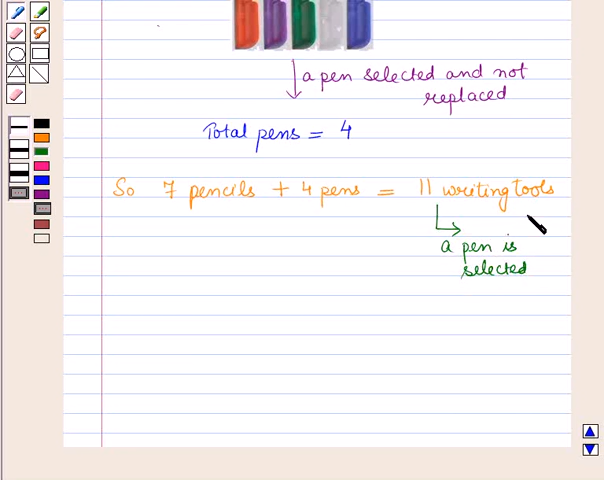 a pen selected and not
replaced
Total pens = 4
So 7 pencils + 4 pens = 11 writing tools
a pen is
selected